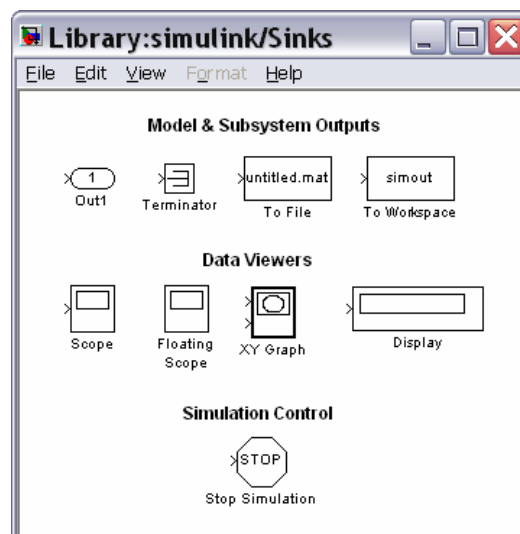 Library:simulink/Sinks
File Edit View Format Help
Model & Subsystem Outputs
1 untitled.mat simout
Out1 Terminator To File To Workspace
Data Viewers
Scope Floating Scope XY Graph Display
Simulation Control
STOP
Stop Simulation